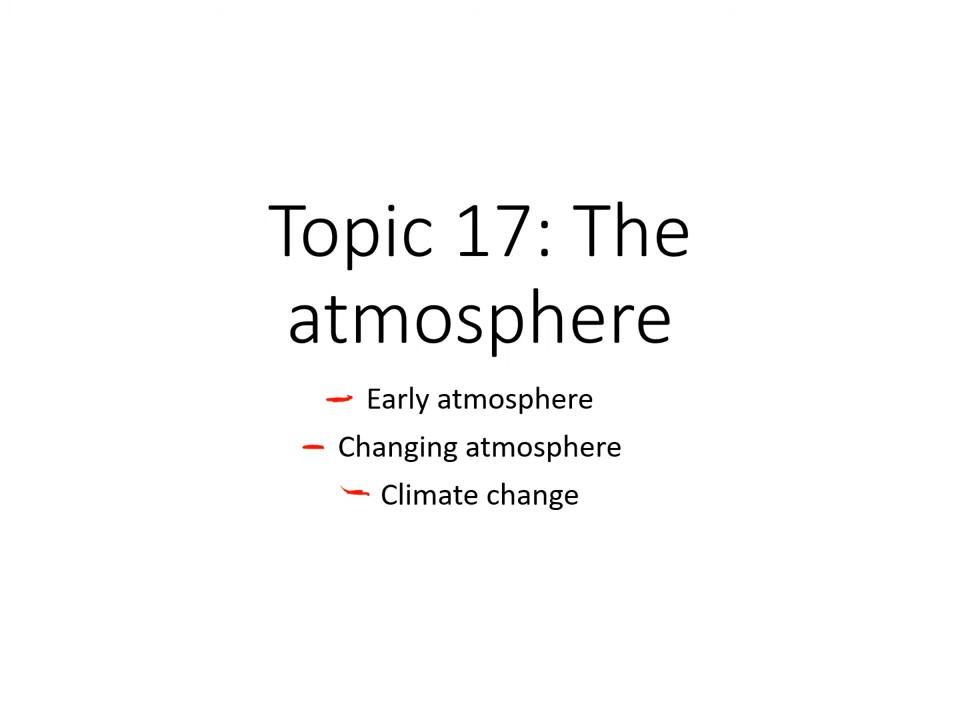 Topic 17: The
atmosphere
Early atmosphere
Changing atmosphere
Climate change